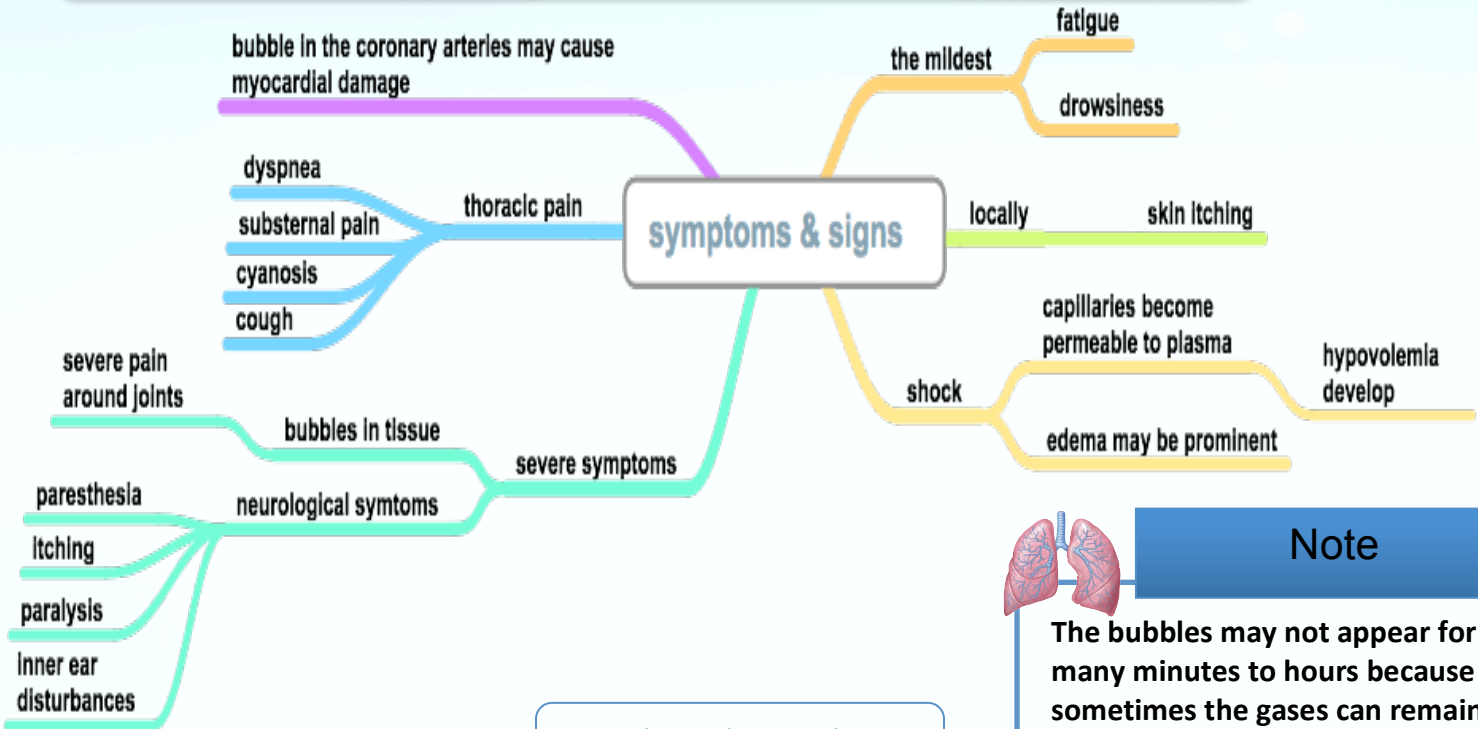 bubble in the coronary arteries may cause
myocardial damage
dyspnea
substernal pain
cyanosis
cough
thoracic pain
symptoms & signs
the mildest
fatigue
drowsiness
locally
skin itching
shock
capillaries become
permeable to plasma
hypovolemia
develop
edema may be prominent
severe symptoms
bubbles in tissue
severe pain
around joints
neurological symtoms
paresthesia
itching
paralysis
inner ear
disturbances
Note
The bubbles may not appear for
many minutes to hours because
sometimes the gases can remain